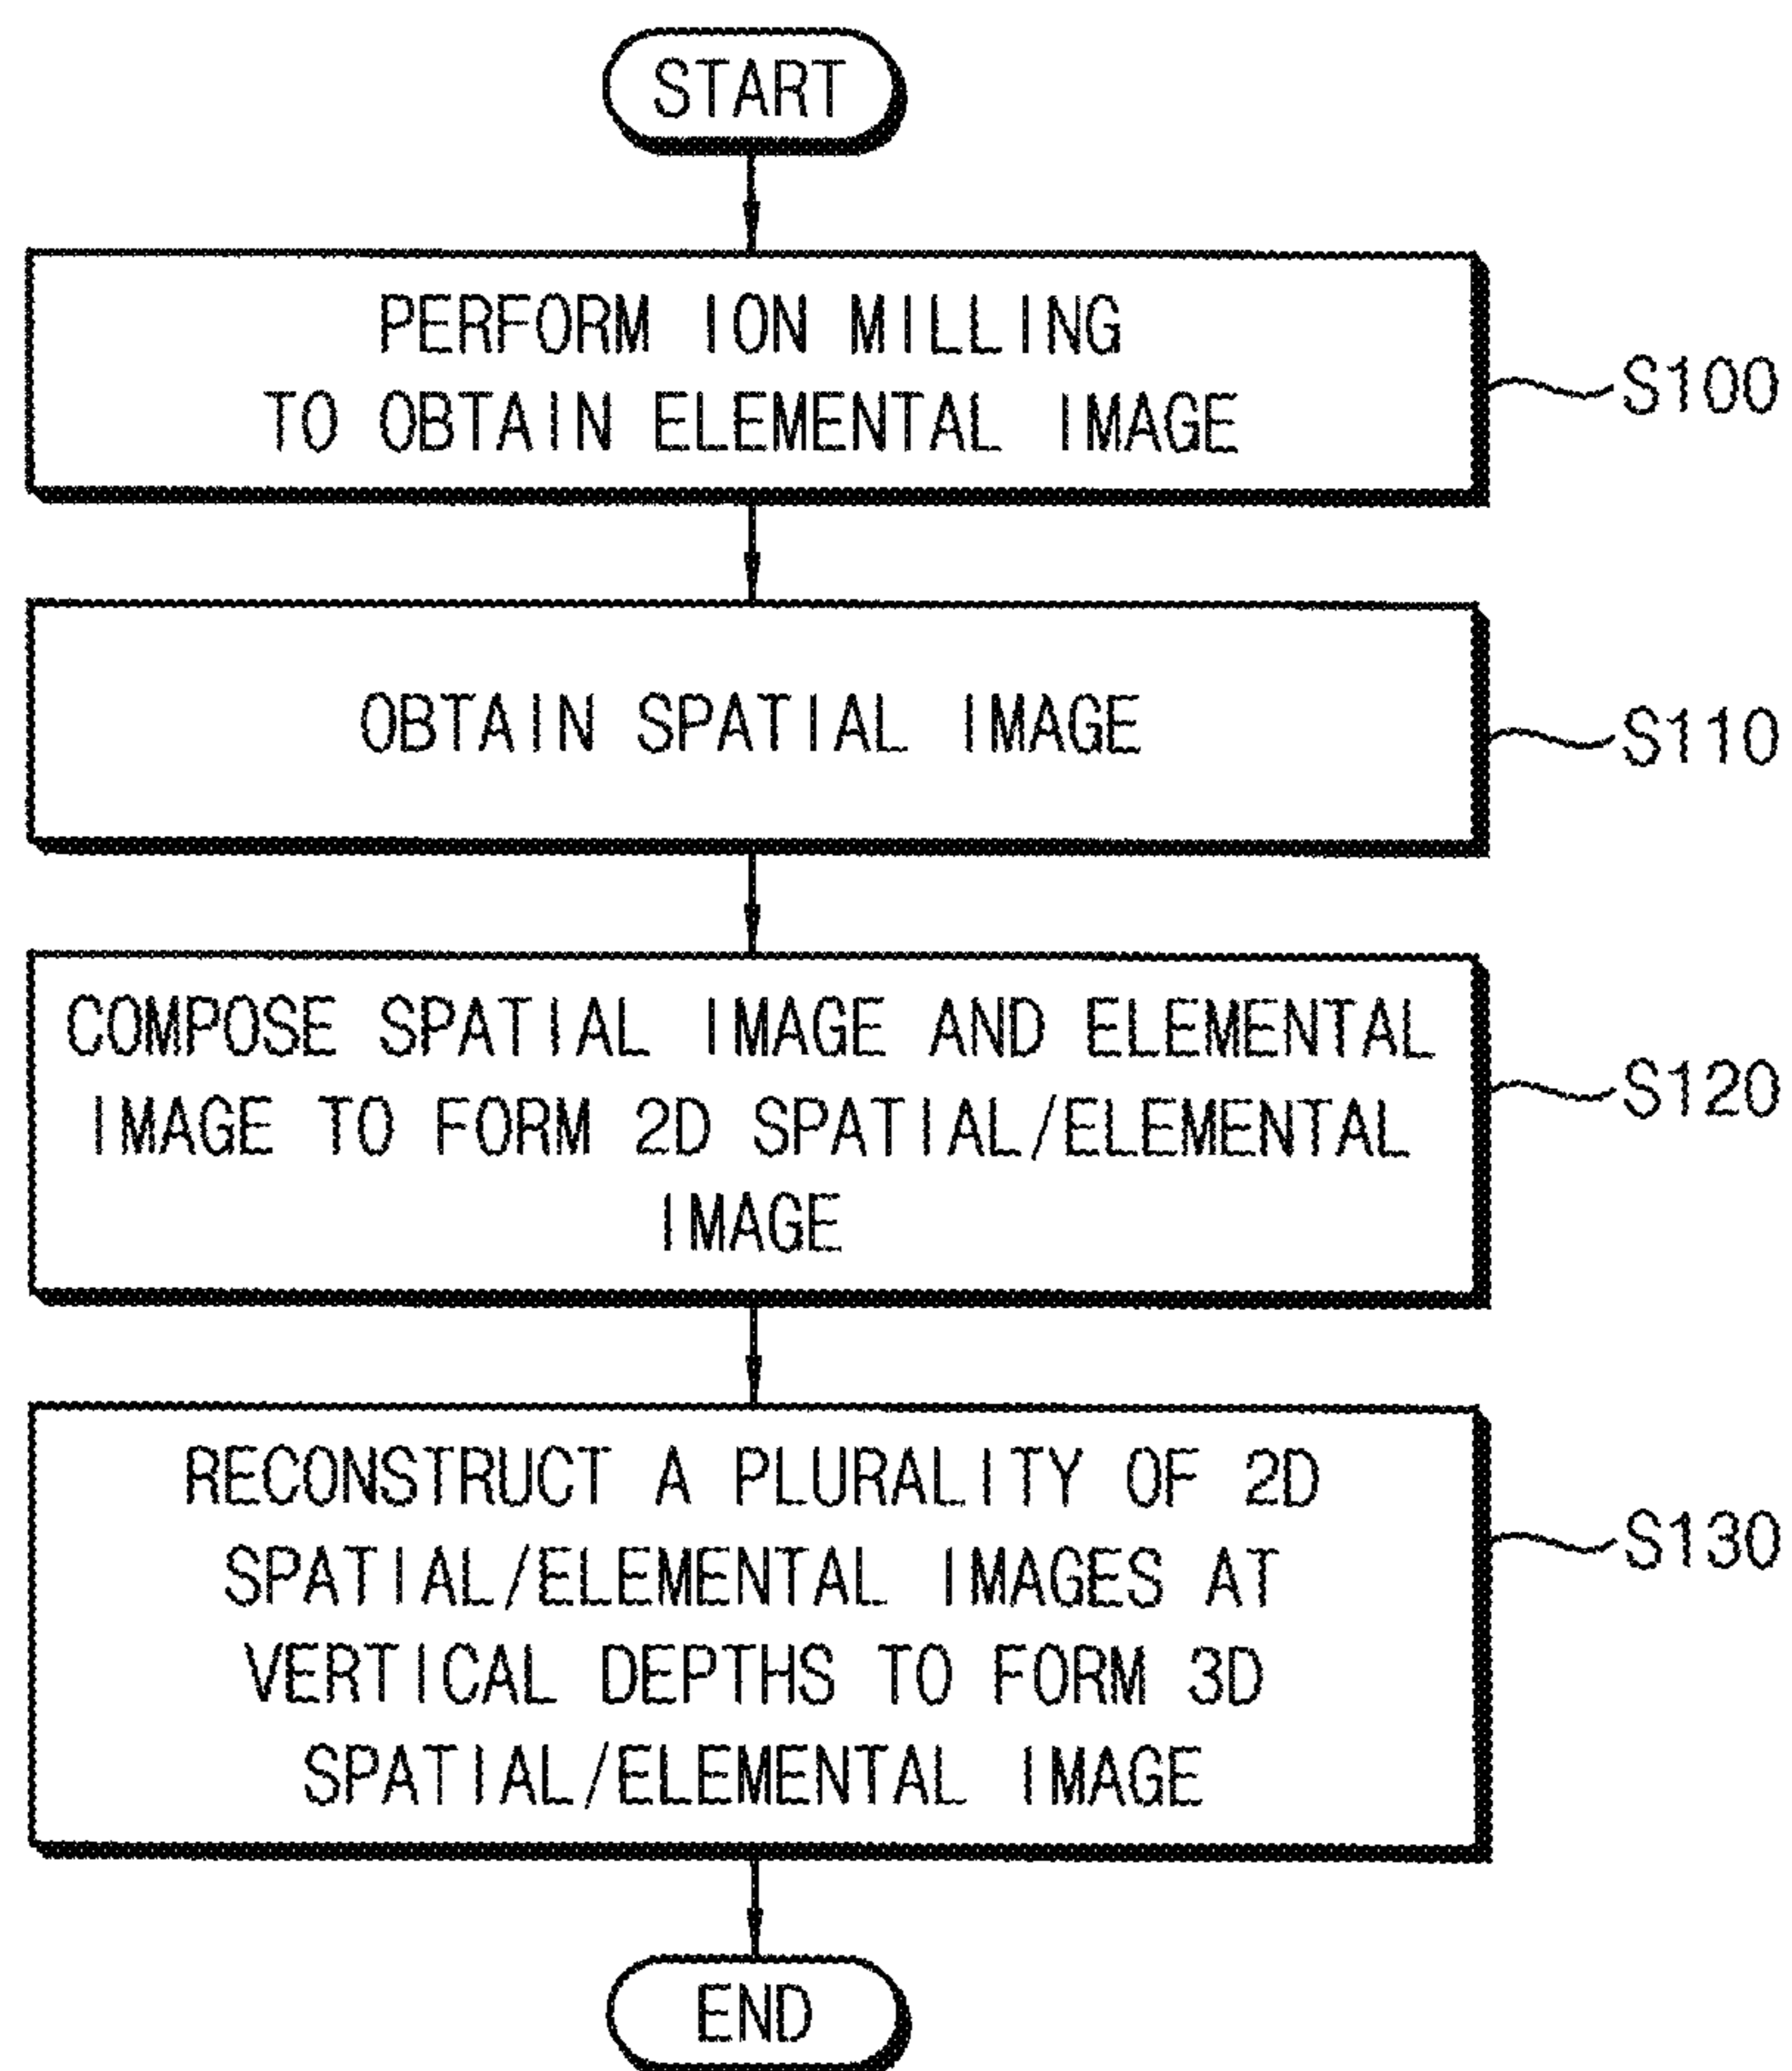 START
PERFORM ION MILLING
TO OBTAIN ELEMENTAL IMAGE
S100
OBTAIN SPATIAL IMAGE
S110
COMPOSE SPATIAL IMAGE AND ELEMENTAL
IMAGE TO FORM 2D SPATIAL/ELEMENTAL
IMAGE
S120
RECONSTRUCT A PLURALITY OF 2D
SPATIAL/ELEMENTAL IMAGES AT
VERTICAL DEPTHS TO FORM 3D
SPATIAL/ELEMENTAL IMAGE
S130
END